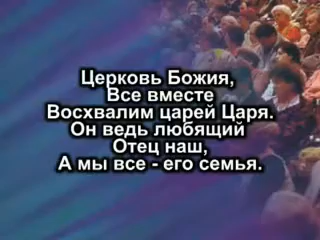 Церковь Божия,
Все вместе
Восхвалим царей Царя.
Он ведь любящий
Отец наш,
А мы все - его семья.